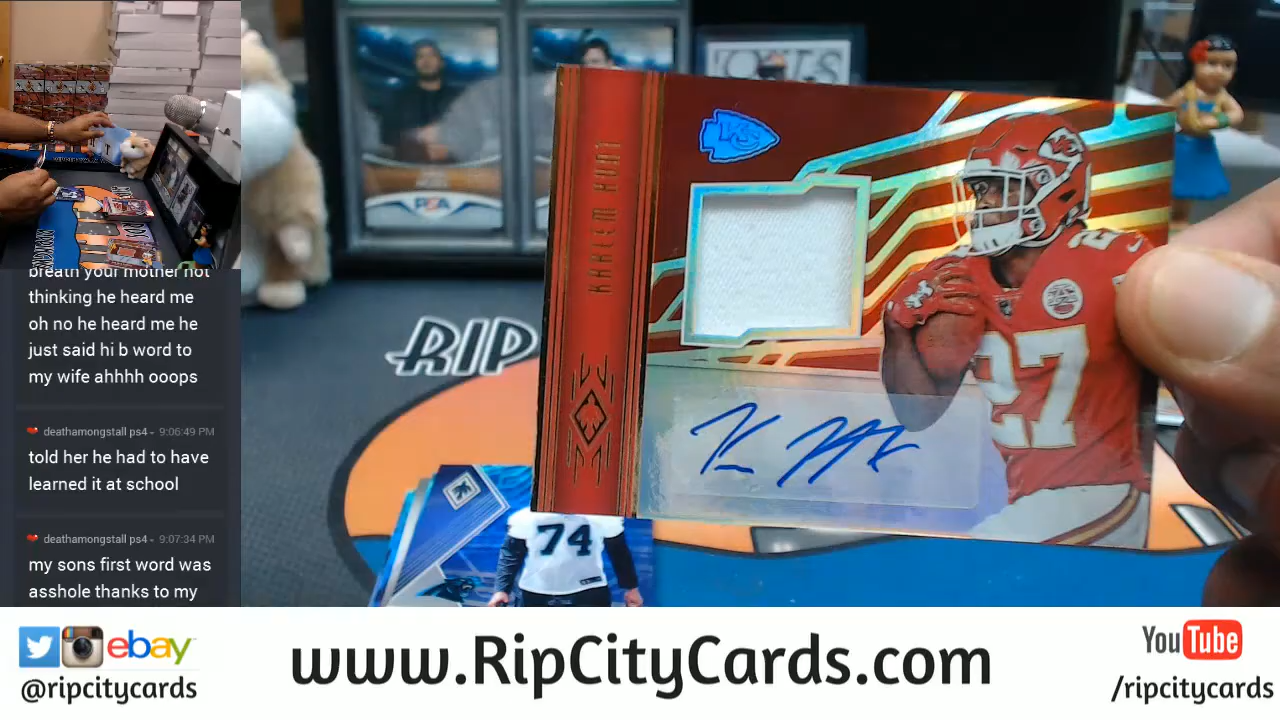 breath your mother not
thinking he heard me
oh no he heard me he
just said hi b word to
my wife ahhhh ooops
deathamongstall ps4 - 9:06:49 PM
told her he had to have
learned it at school
deathamongstall ps4 - 9:07:34 PM
my sons first word was
asshole thanks to my
PSA
RIP
KAREEM HUNT
KC
27
27
74
@ripcitycards
ebay
www.RipCityCards.com
YouTube
/ripcitycards